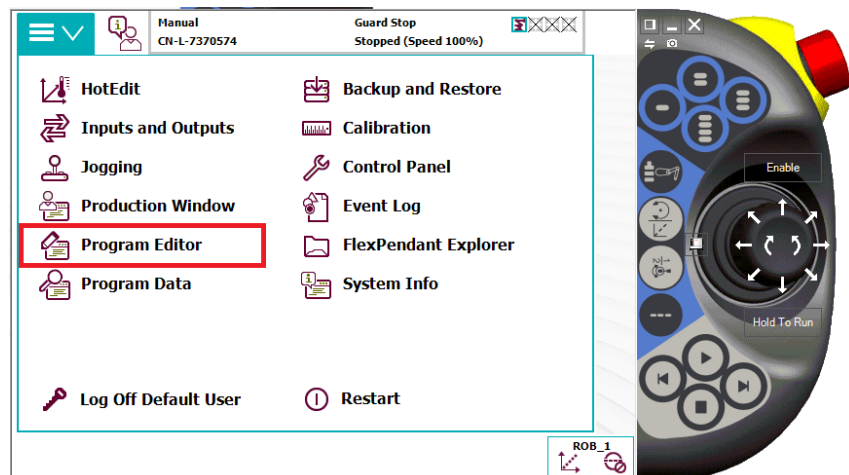 Manual
CN-L-7370574
Guard Stop
Stopped (Speed 100%)
HotEdit
Backup and Restore
Inputs and Outputs
Calibration
Jogging
Control Panel
Production Window
Event Log
Program Editor
FlexPendant Explorer
Program Data
System Info
Log Off Default User
Restart
ROB_1
Enable
Hold To Run